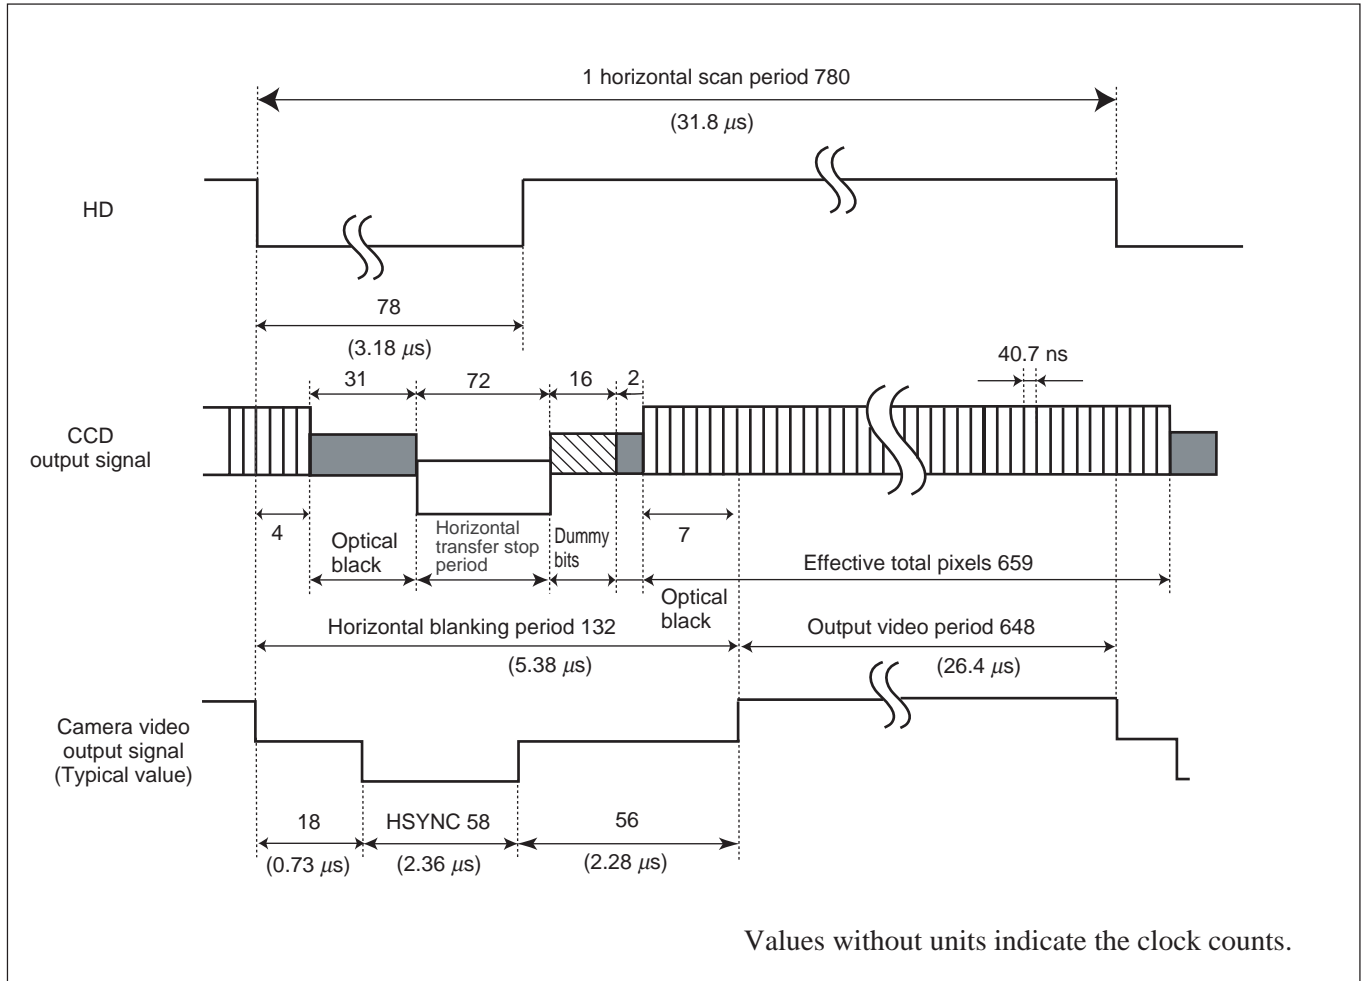 1 horizontal scan period 780
(31.8 μs)
HD
78
(3.18 μs)
40.7 ns
31
72
16
2
CCD
output signal
4
Optical
black
Horizontal
transfer stop
period
Dummy
bits
7
Effective total pixels 659
Optical
black
Horizontal blanking period 132
(5.38 μs)
Output video period 648
(26.4 μs)
Camera video
output signal
(Typical value)
18
(0.73 μs)
HSYNC 58
(2.36 μs)
56
(2.28 μs)
Values without units indicate the clock counts.